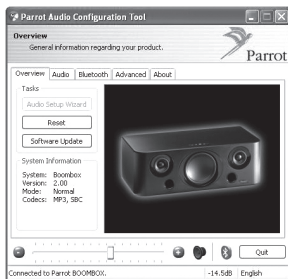 Parrot Audio Configuration Tool
Overview
General information regarding your product.
Parrot
Overview Audio Bluetooth Advanced About
Tasks
Audio Setup Wizard
Reset
Software Update
System Information
System: Boombox
Version: 2.00
Mode: Normal
Codecs: MP3, SBC
Quit
Connected to Parrot BOOMBOX. -14.5dB English